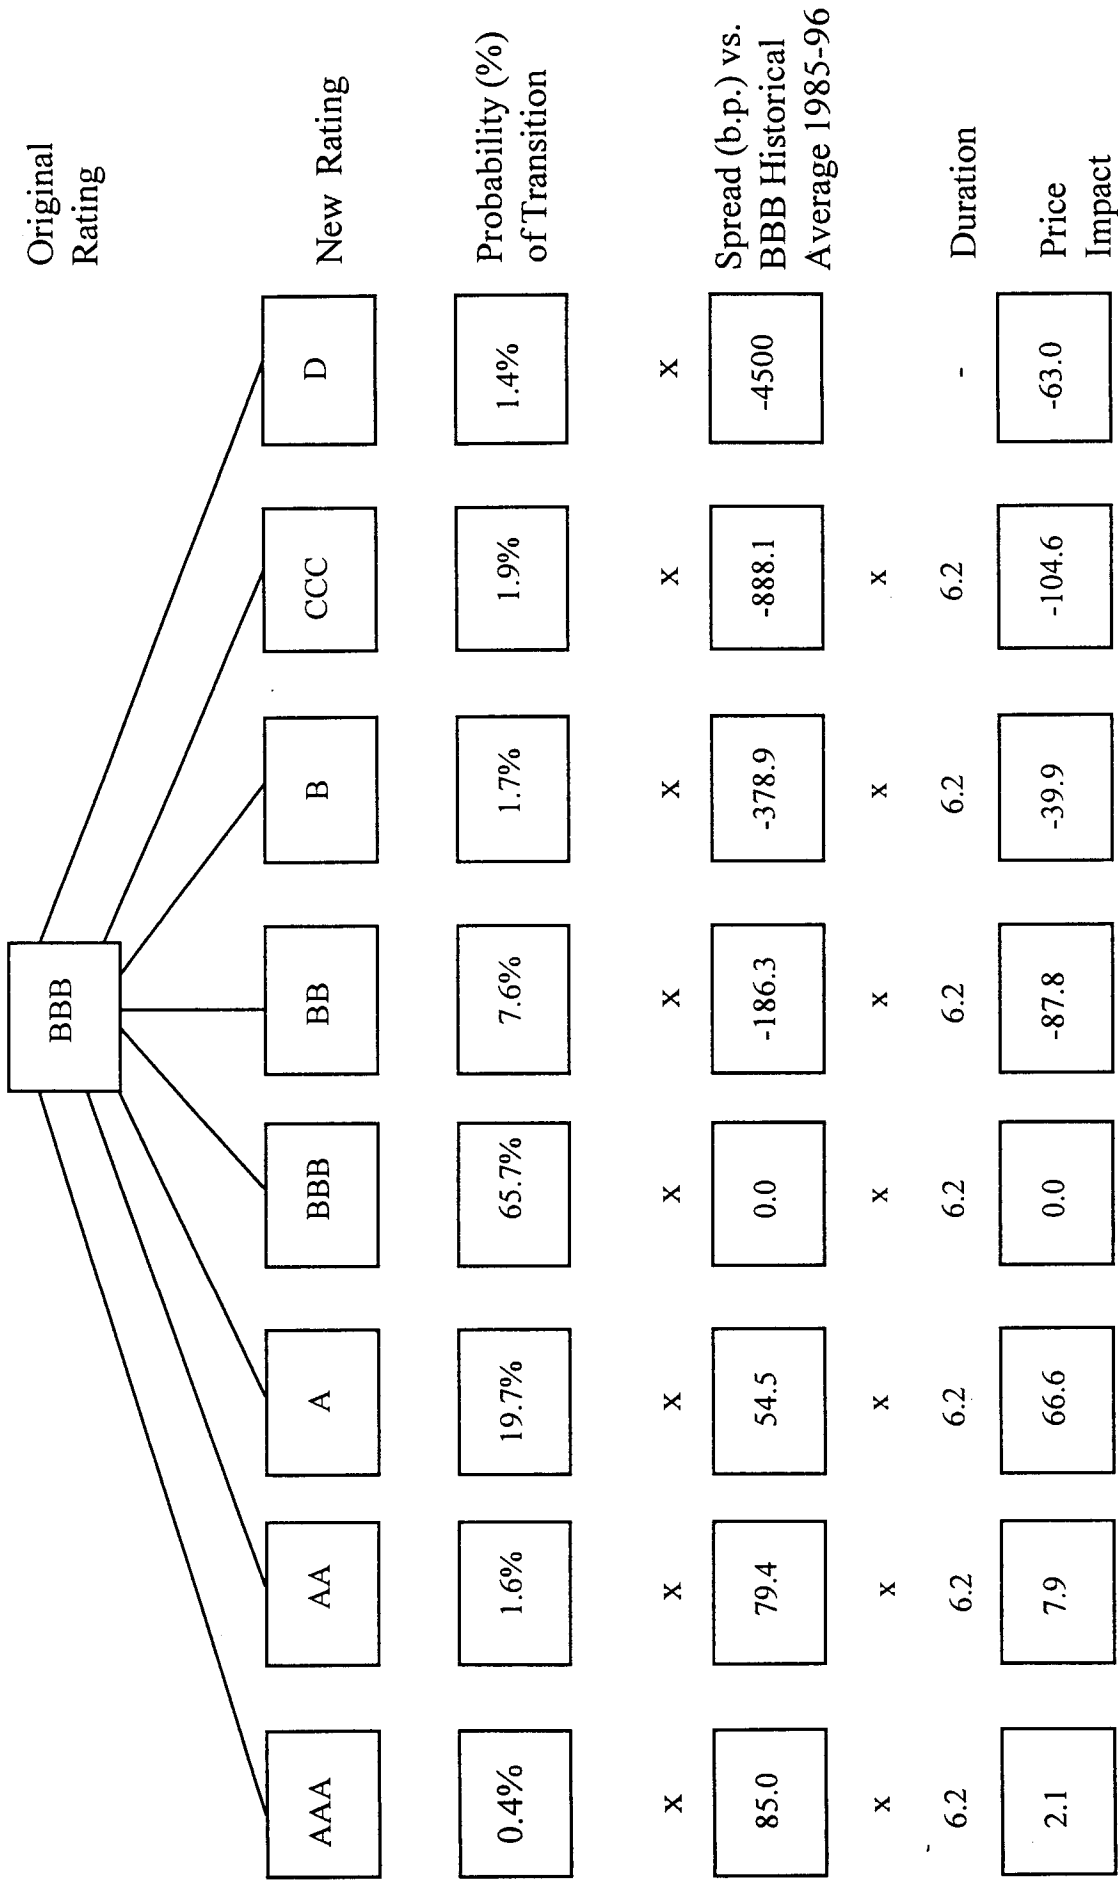 BBB
Original
Rating
AAA AA A BBB BB B CCC D New Rating
0.4% 1.6% 19.7% 65.7% 7.6% 1.7% 1.9% 1.4% Probability (%)
of Transition
x x x x x x x x
85.0 79.4 54.5 0.0 -186.3 -378.9 -888.1 -4500 Spread (b.p.) vs.
BBB Historical
Average 1985-96
x x x x x x x
6.2 6.2 6.2 6.2 6.2 6.2 6.2 - Duration
2.1 7.9 66.6 0.0 -87.8 -39.9 -104.6 -63.0 Price
Impact